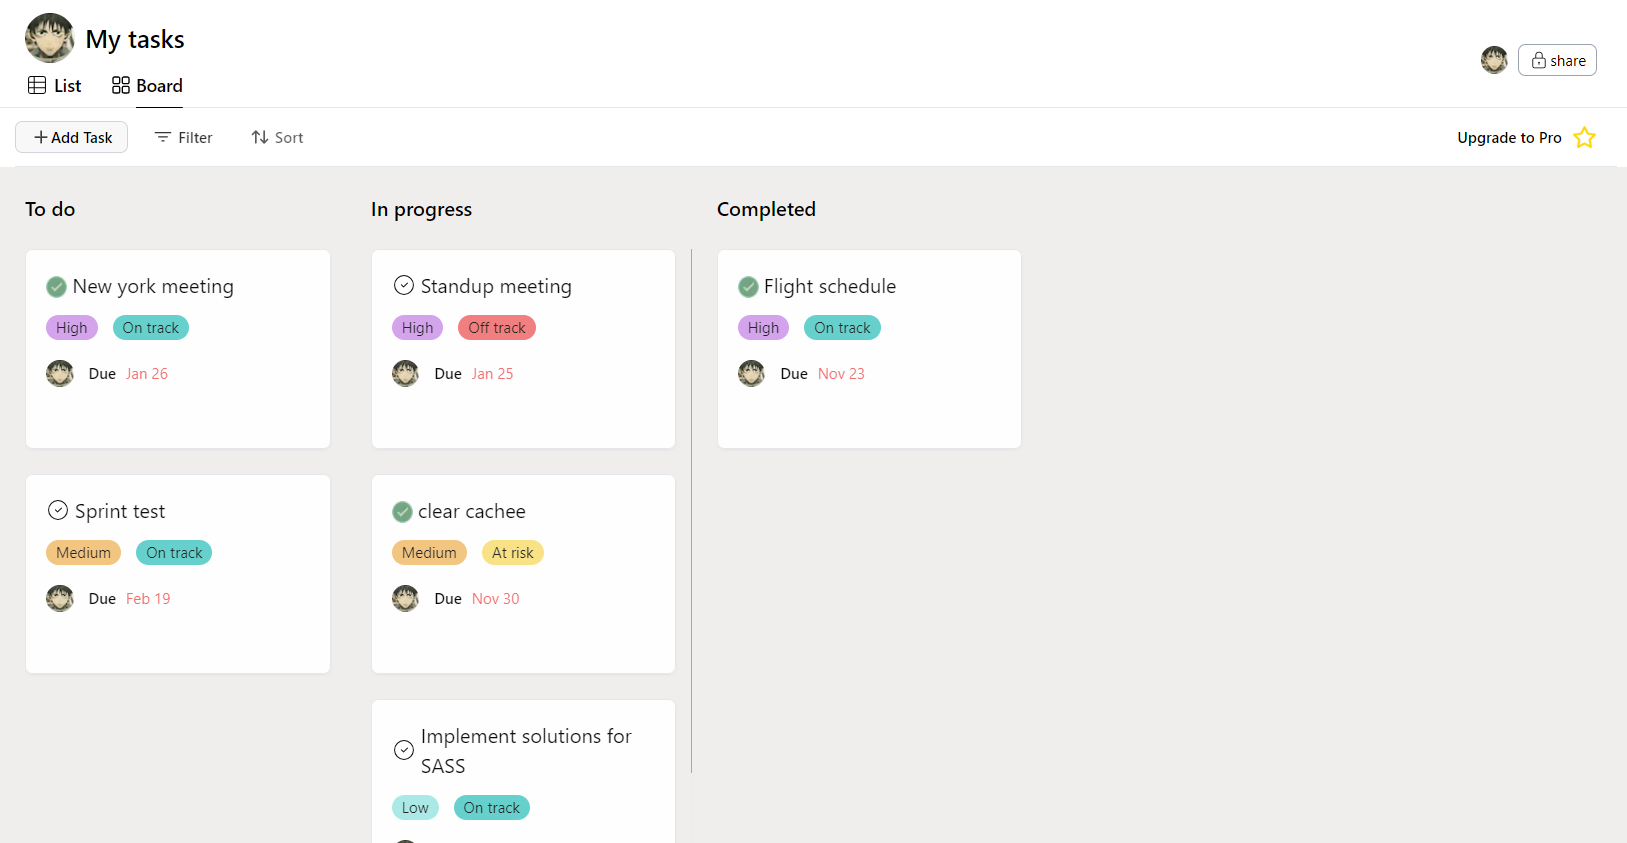 My tasks
List
Board
share
Add Task
Filter
Sort
Upgrade to Pro
To do
New york meeting
High
On track
Due Jan 26
Sprint test
Medium
On track
Due Feb 19
In progress
Standup meeting
High
Off track
Due Jan 25
clear cachee
Medium
At risk
Due Nov 30
Implement solutions for
SASS
Low
On track
Completed
Flight schedule
High
On track
Due Nov 23